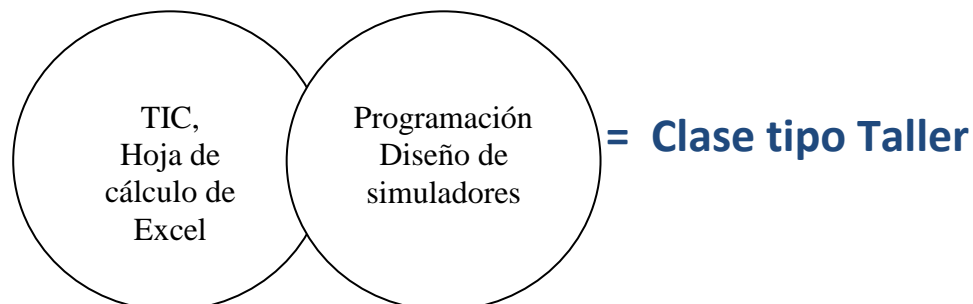 TIC,
Hoja de
cálculo de
Excel
Programación
Diseño de
simuladores
= Clase tipo Taller